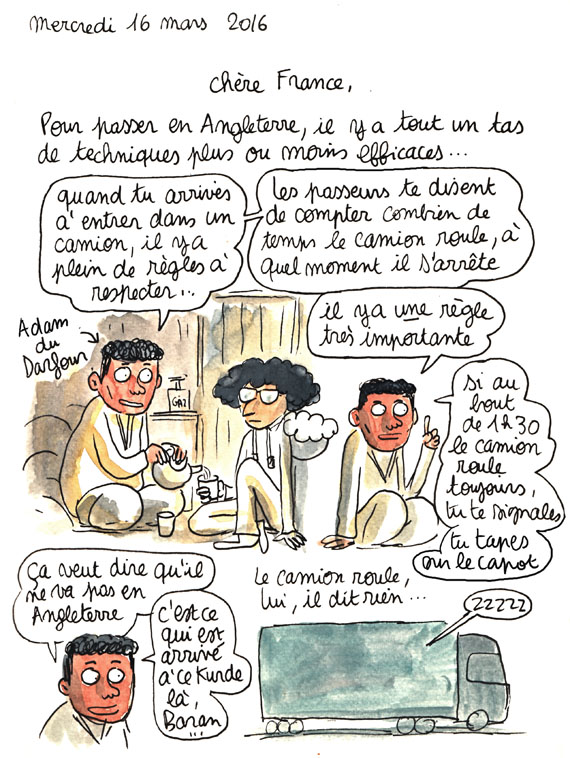 mercredi 16 mars 2016
chère France,
Pour passer en Angleterre, il y a tout un tas
de techniques plus ou moins efficaces...
quand tu arrives
à entrer dans un
camion, il y a
plein de règles à
respecter...
les passeurs te disent
de compter combien de
temps le camion roule, à
quel moment il s'arrête
Adam
du
Darfour
GAZ
il y a une règle
très importante
si au
bout
de 1h30
le camion
roule
toujours,
tu te signales
tu tapes
sur le capot
ça veut dire qu'il
ne va pas en
Angleterre
c'est ce
qui est
arrivé
à ce Kurde
là,
Baran
...
Le camion roule,
lui, il dit rien...
zzzzz